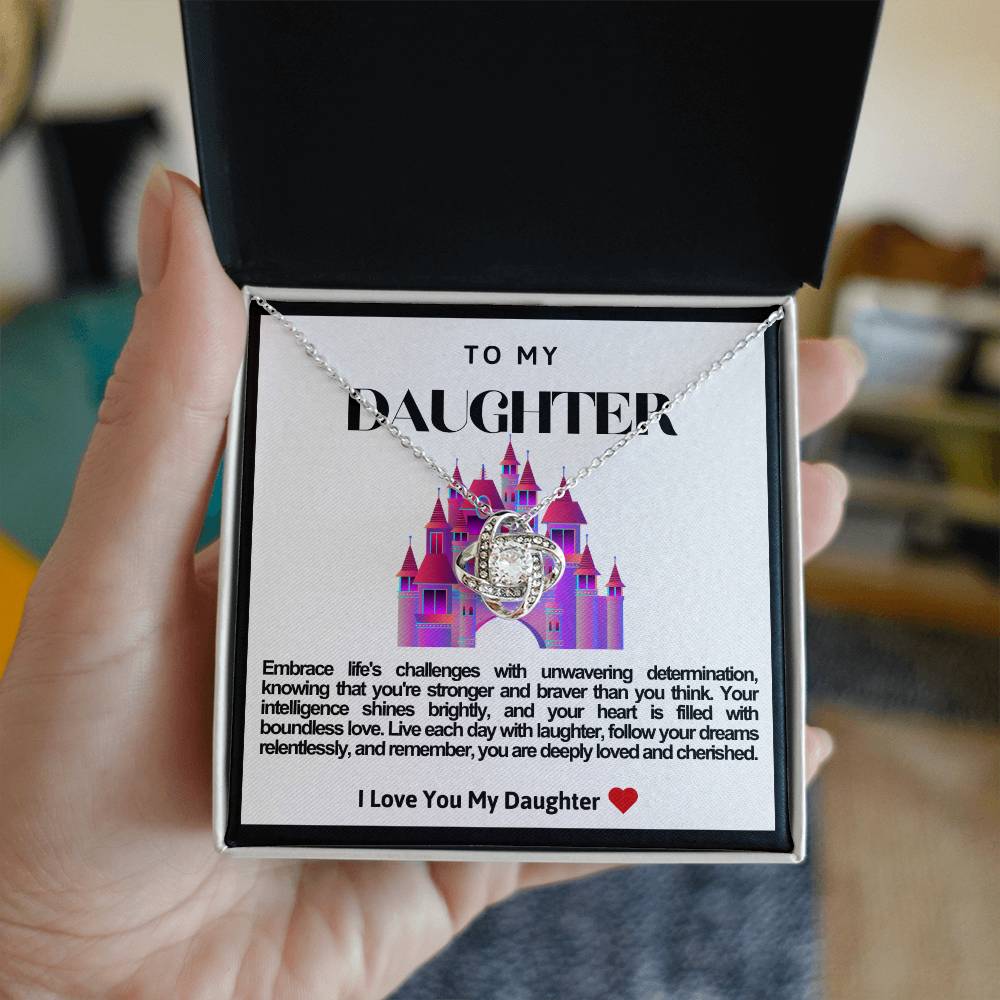 TO MY
DAUGHTER
Embrace life's challenges with unwavering determination,
knowing that you're stronger and braver than you think. Your
intelligence shines brightly, and your heart is filled with
boundless love. Live each day with laughter, follow your dreams
relentlessly, and remember, you are deeply loved and cherished.
I Love You My Daughter